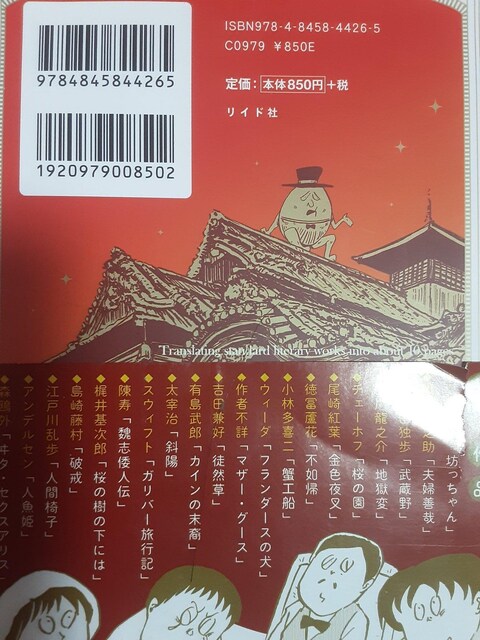 ISBN978-4-8458-4426-5
C0979 ¥850E
定価：本体850円+税
リイド社
9784845844265
1920979008502
Translating standard literary works into about 10 page
作品
坊っちゃん」
之助「夫婦善哉」
独歩「武蔵野」
龍之介「地獄変」
チェーホフ「桜の園」
尾崎紅葉「金色夜叉」
◆徳冨蘆花「不如帰」
◆小林多喜二「蟹工船」
◆ウィーダ「フランダースの犬」
◆作者不詳「マザー・グース」
◆吉田兼好「徒然草」
◆有島武郎「カインの末裔」
◆太宰治「斜陽」
◆スウィフト「ガリバー旅行記」
◆陳寿「魏志倭人伝」
◆梶井基次郎「桜の樹の下には」
◆島崎藤村「破戒」
◆江戸川乱歩「人間椅子」
◆アンデルセン「人魚姫」
◆森鷗外「ヰタ・セクスアリス」